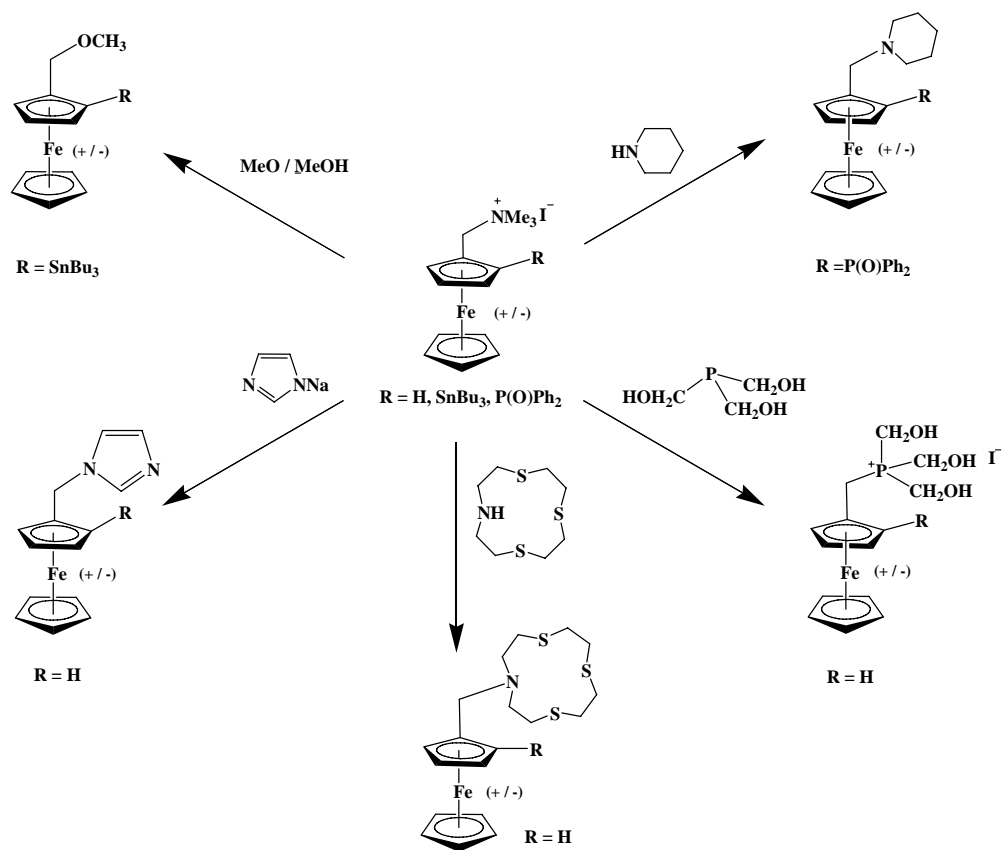 OCH₃
R
Fe (+ / -)
R = SnBu₃
MeO / MeOH
N
R
Fe (+ / -)
R =P(O)Ph₂
HN
+
NMe₃ I⁻
R
Fe (+ / -)
R = H, SnBu₃, P(O)Ph₂
N NNa
P
HOH₂C CH₂OH
CH₂OH
N N
R
Fe (+ / -)
R = H
S
NH S
S
CH₂OH
+P CH₂OH I⁻
CH₂OH
R
Fe (+ / -)
R = H
S
N S
S
R
Fe (+ / -)
R = H